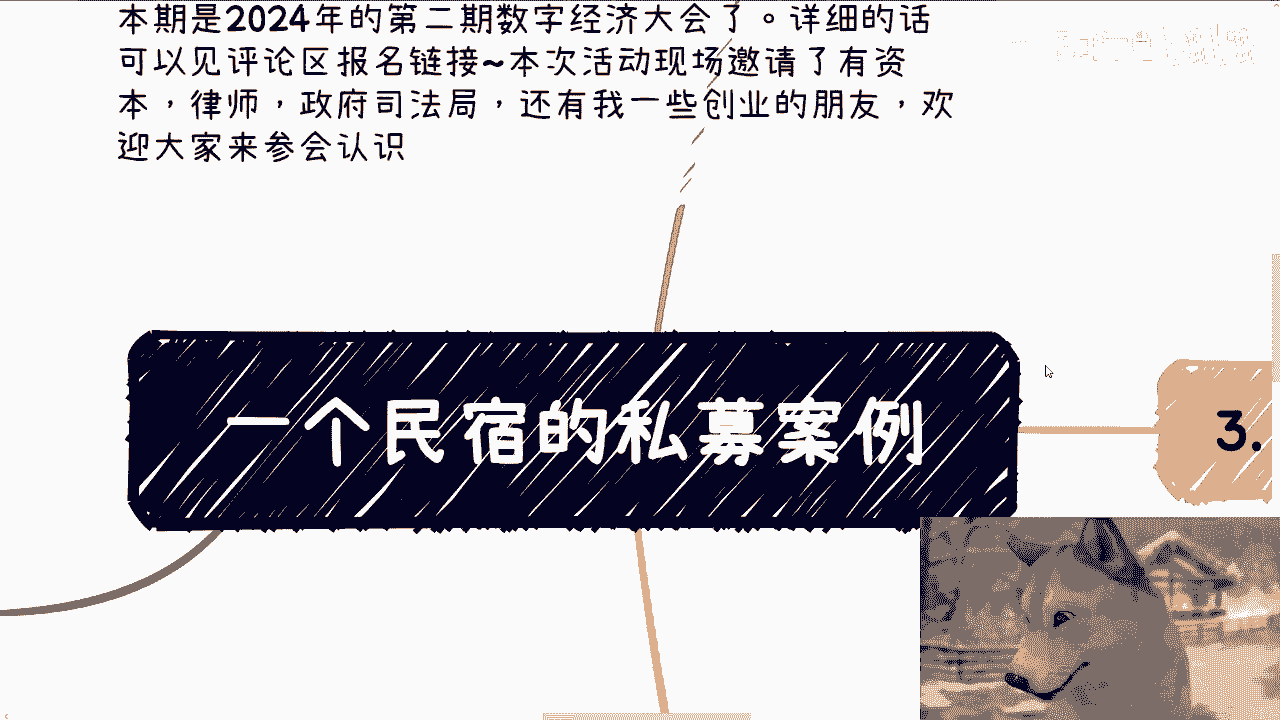 本期是2024年的第二期数字经济大会了。详细的话
可以见评论区报名链接~本次活动现场邀请了有资
本，律师，政府司法局，还有我一些创业的朋友，欢
迎大家来参会认识
一个民宿的私募案例
3.